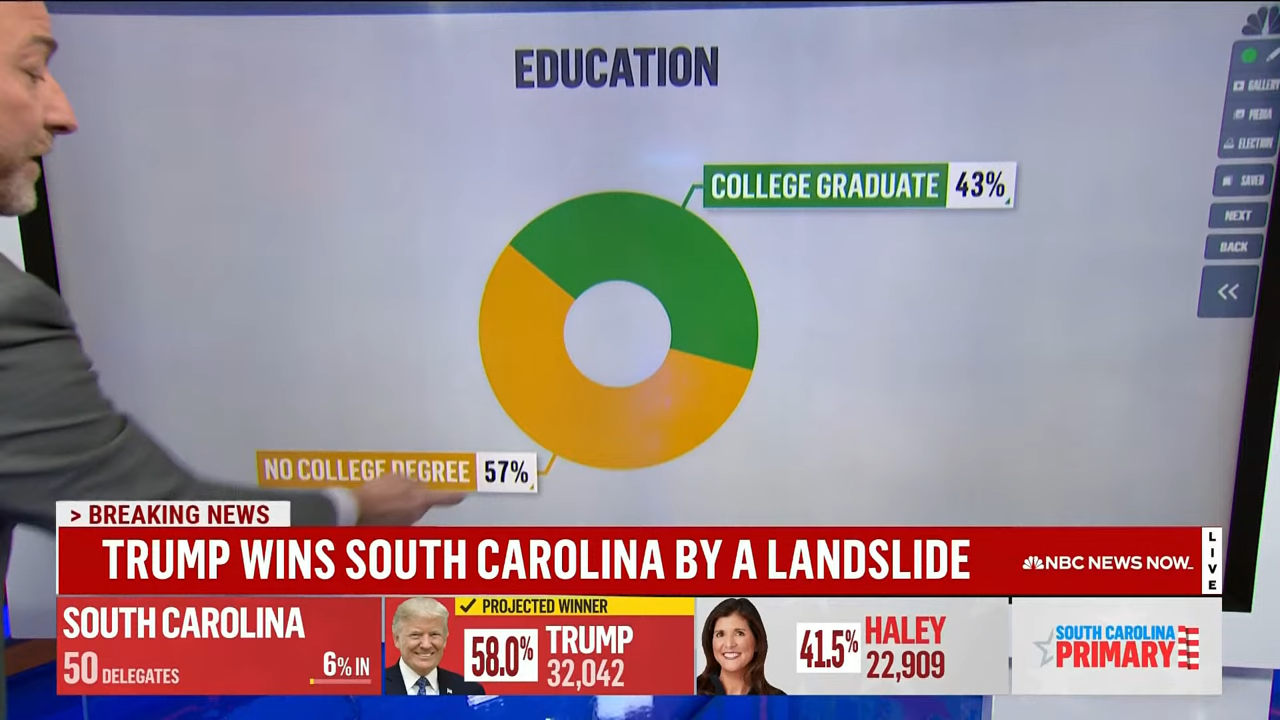 EDUCATION
COLLEGE GRADUATE 43%
GALLERY
MEDIA
ELECTION
SAVED
NEXT
BACK
<<
NO COLLEGE DEGREE 57%
> BREAKING NEWS
TRUMP WINS SOUTH CAROLINA BY A LANDSLIDE
NBC NEWS NOW_
LIVE
SOUTH CAROLINA
50 DELEGATES
6% IN
✓ PROJECTED WINNER
58.0% TRUMP
32,042
41.5% HALEY
22,909
SOUTH CAROLINA
PRIMARY